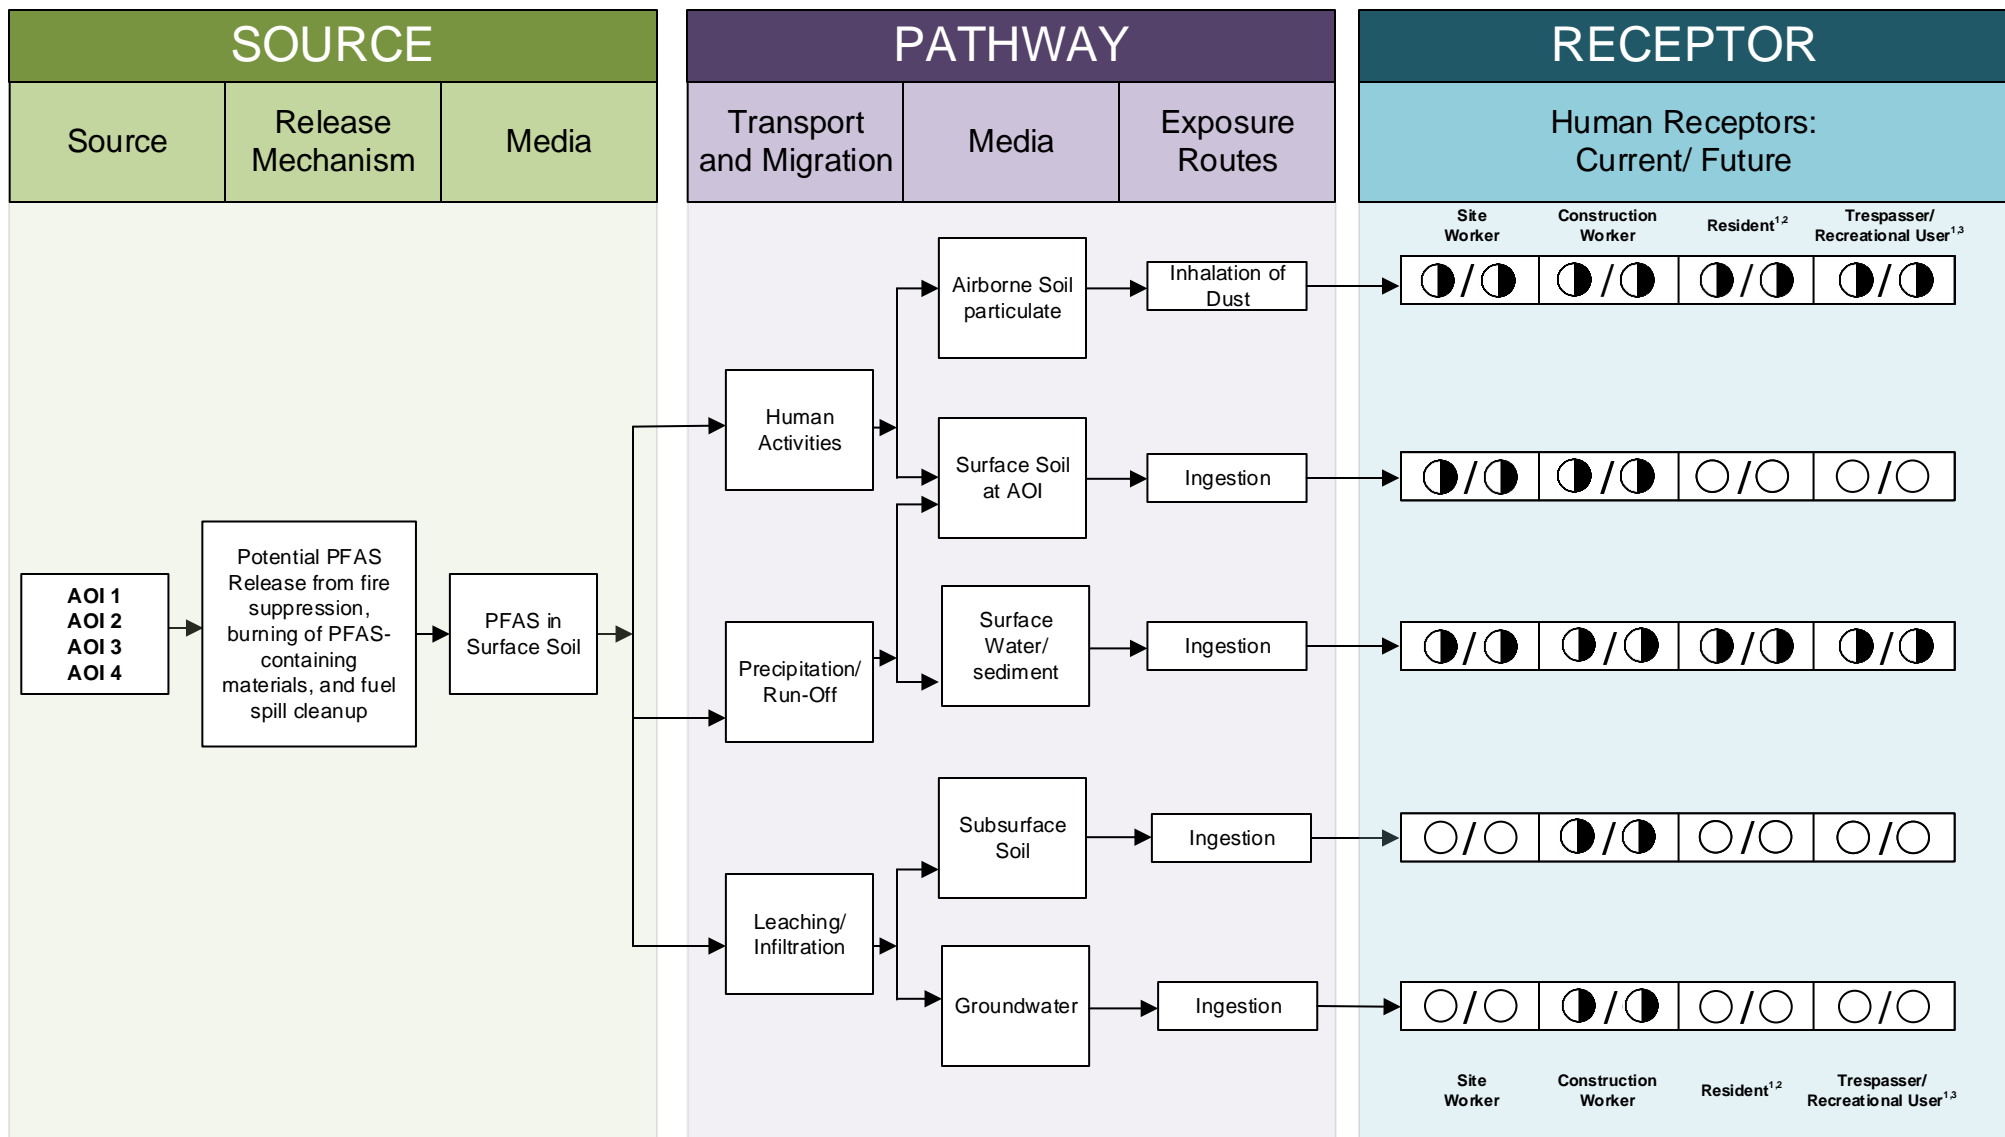 SOURCE
PATHWAY
RECEPTOR
Source
Release
Mechanism
Media
Transport
and Migration
Media
Exposure
Routes
Human Receptors:
Current/ Future
Site
Worker
Construction
Worker
Resident1,2
Trespasser/
Recreational User1,3
AOI 1
AOI 2
AOI 3
AOI 4
Potential PFAS
Release from fire
suppression,
burning of PFAS-
containing
materials, and fuel
spill cleanup
PFAS in
Surface Soil
Human
Activities
Precipitation/
Run-Off
Leaching/
Infiltration
Airborne Soil
particulate
Inhalation of
Dust
/ / / /
Surface Soil
at AOI
Ingestion
/ / / /
Surface
Water/
sediment
Ingestion
/ / / /
Subsurface
Soil
Ingestion
/ / / /
Groundwater
Ingestion
/ / / /
Site
Worker
Construction
Worker
Resident1,2
Trespasser/
Recreational User1,3